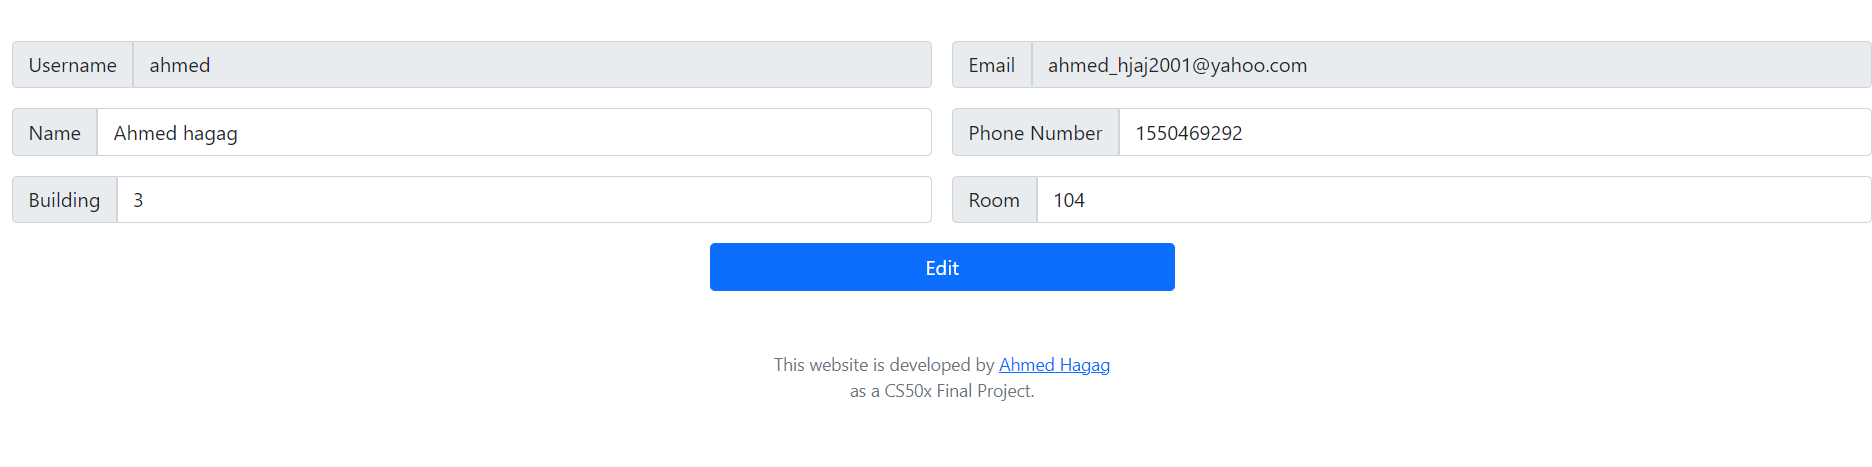 Username ahmed Email ahmed_hjaj2001@yahoo.com
Name Ahmed hagag Phone Number 1550469292
Building 3 Room 104
Edit
This website is developed by Ahmed Hagag
as a CS50x Final Project.